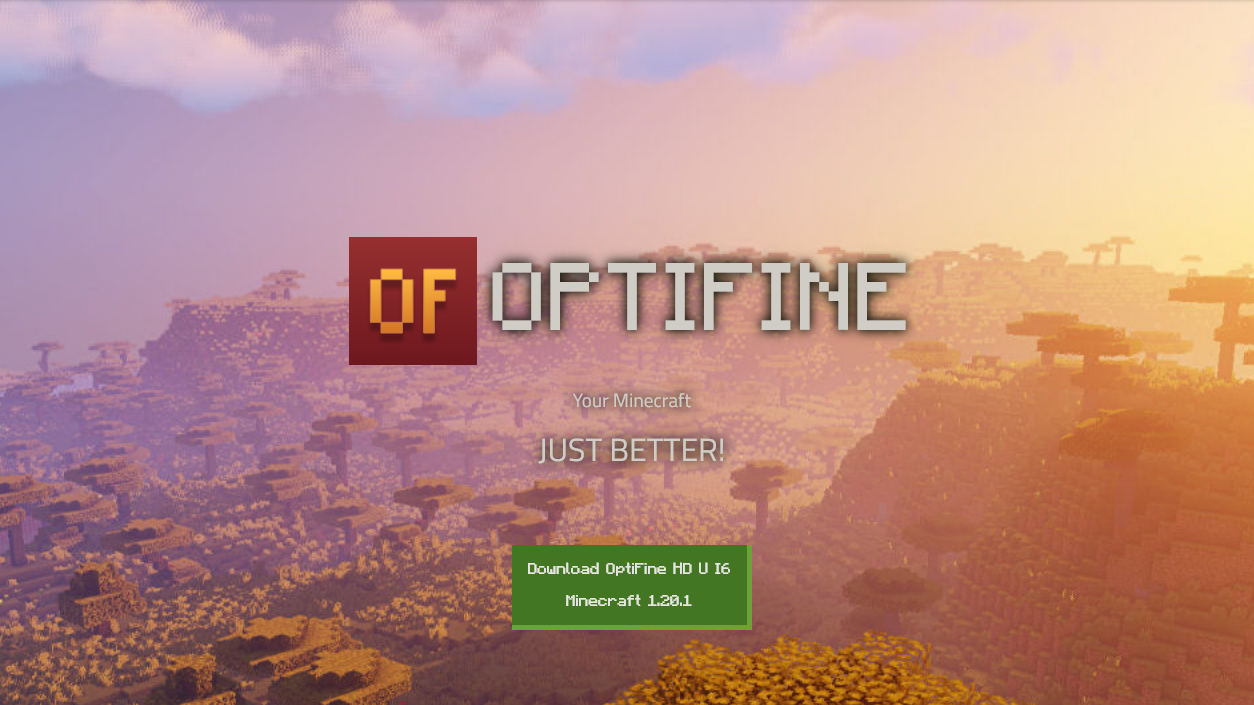 OF OPTIFINE
Your Minecraft
JUST BETTER!
Download OptiFine HD U I6
Minecraft 1.20.1